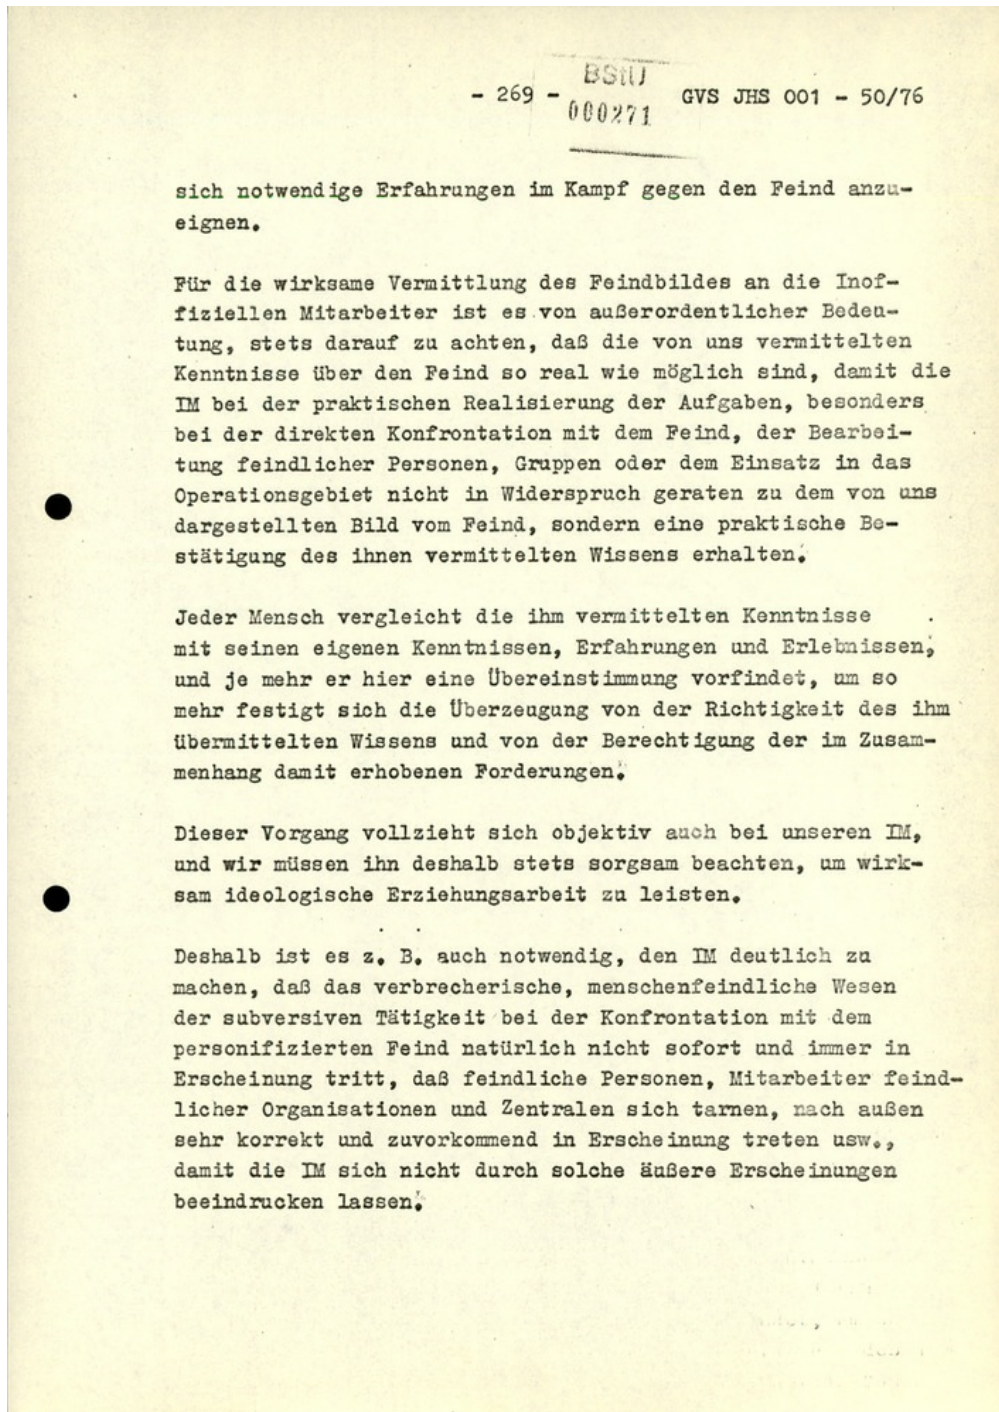 - 269 -
BStU
000271
GVS JHS 001 - 50/76
sich notwendige Erfahrungen im Kampf gegen den Feind anzu-
eignen.
Für die wirksame Vermittlung des Feindbildes an die Inof-
fiziellen Mitarbeiter ist es von außerordentlicher Bedeu-
tung, stets darauf zu achten, daß die von uns vermittelten
Kenntnisse über den Feind so real wie möglich sind, damit die
IM bei der praktischen Realisierung der Aufgaben, besonders
bei der direkten Konfrontation mit dem Feind, der Bearbei-
tung feindlicher Personen, Gruppen oder dem Einsatz in das
Operationsgebiet nicht in Widerspruch geraten zu dem von uns
dargestellten Bild vom Feind, sondern eine praktische Be-
stätigung des ihnen vermittelten Wissens erhalten.
Jeder Mensch vergleicht die ihm vermittelten Kenntnisse
mit seinen eigenen Kenntnissen, Erfahrungen und Erlebnissen,
und je mehr er hier eine Übereinstimmung vorfindet, um so
mehr festigt sich die Überzeugung von der Richtigkeit des ihm
übermittelten Wissens und von der Berechtigung der im Zusam-
menhang damit erhobenen Forderungen.
Dieser Vorgang vollzieht sich objektiv auch bei unseren IM,
und wir müssen ihn deshalb stets sorgsam beachten, um wirk-
sam ideologische Erziehungsarbeit zu leisten.
Deshalb ist es z. B. auch notwendig, den IM deutlich zu
machen, daß das verbrecherische, menschenfeindliche Wesen
der subversiven Tätigkeit bei der Konfrontation mit dem
personifizierten Feind natürlich nicht sofort und immer in
Erscheinung tritt, daß feindliche Personen, Mitarbeiter feind-
licher Organisationen und Zentralen sich tarnen, nach außen
sehr korrekt und zuvorkommend in Erscheinung treten usw.,
damit die IM sich nicht durch solche äußere Erscheinungen
beeindrucken lassen.